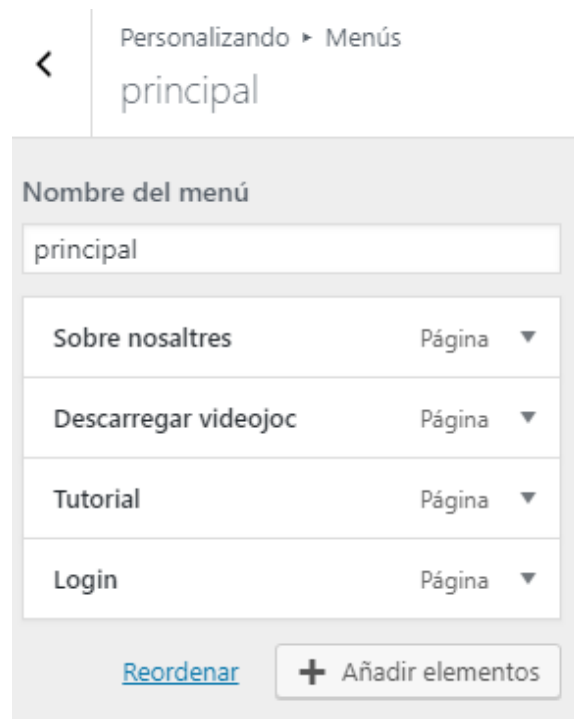 Personalizando ▸ Menús
principal
Nombre del menú
principal
Sobre nosaltres Página
Descarregar videojoc Página
Tutorial Página
Login Página
Reordenar + Añadir elementos